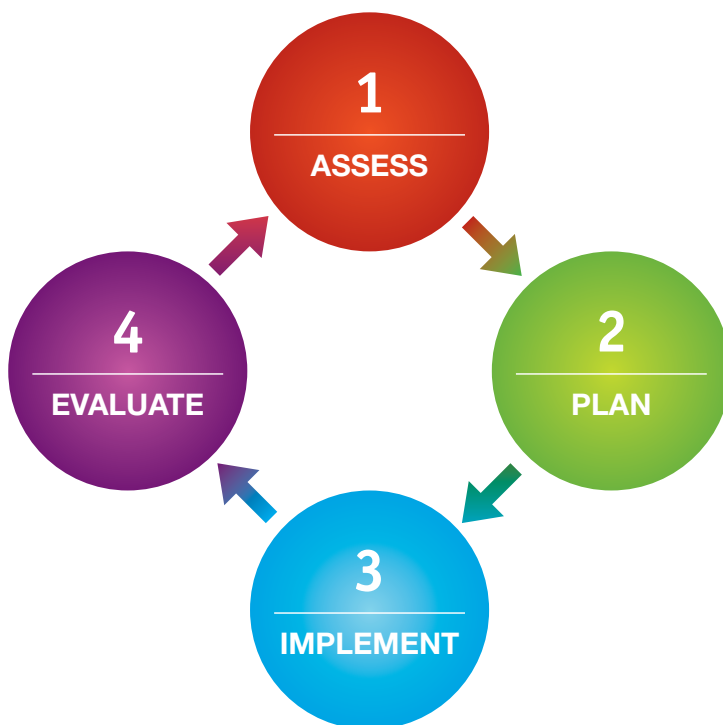 1
ASSESS
2
PLAN
3
IMPLEMENT
4
EVALUATE